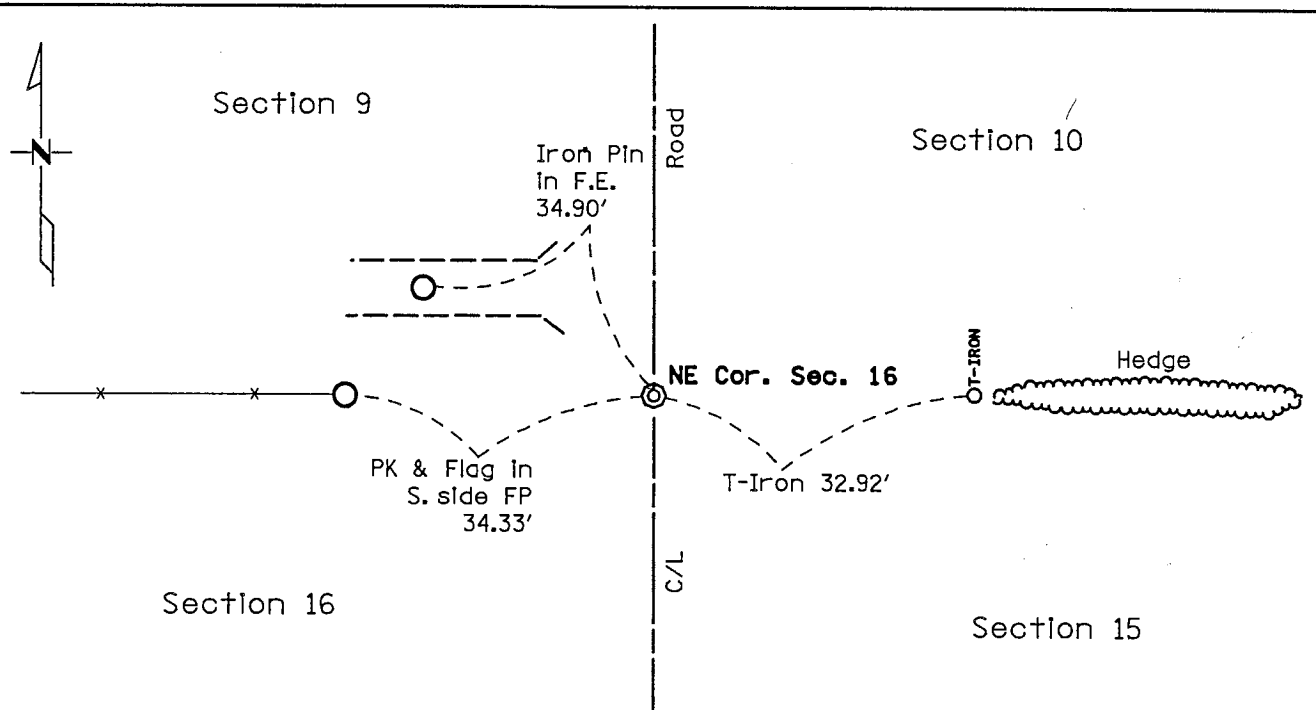 Section 9
Road
Section 10
Iron Pin
in F.E.
34.90'
N
T-IRON
Hedge
NE Cor. Sec. 16
PK & Flag in
S. side FP
34.33'
T-Iron 32.92'
C/L
Section 16
Section 15